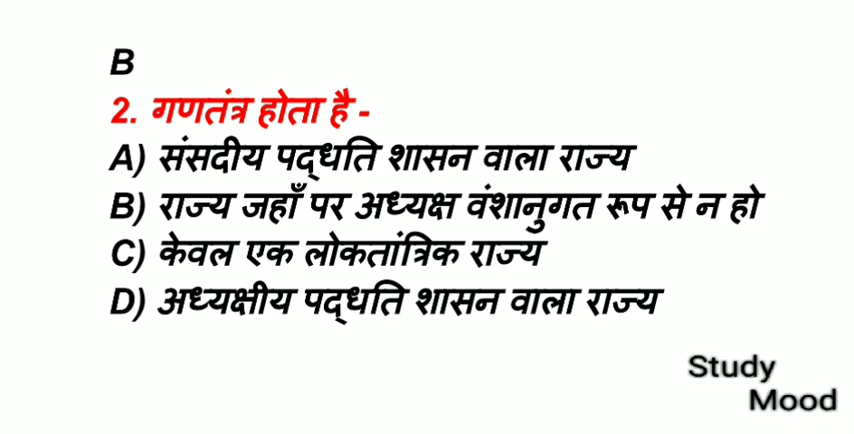 B
2. गणतंत्र होता है -
A) संसदीय पद्धति शासन वाला राज्य
B) राज्य जहाँ पर अध्यक्ष वंशानुगत रूप से न हो
C) केवल एक लोकतांत्रिक राज्य
D) अध्यक्षीय पद्धति शासन वाला राज्य
Study
Mood